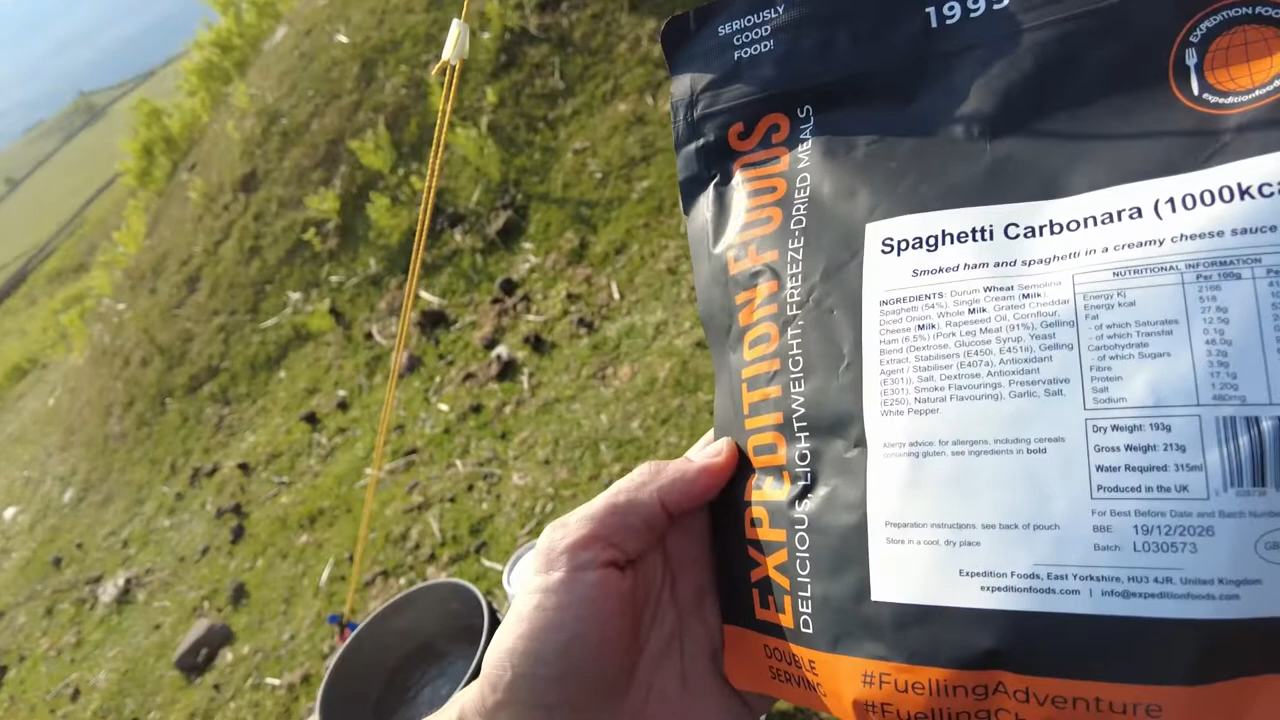 SERIOUSLY
GOOD
FOOD!
1995
EXPEDITION FOODS
expeditionfoods
EXPEDITION FOODS
DELICIOUS, LIGHTWEIGHT, FREEZE-DRIED MEALS
Spaghetti Carbonara (1000kca
Smoked ham and spaghetti in a creamy cheese sauce
INGREDIENTS: Durum Wheat Semolina
Spaghetti (54%), Single Cream (Milk),
Diced Onion, Whole Milk, Grated Cheddar
Cheese (Milk), Rapeseed Oil, Cornflour,
Ham (6.5%) (Pork Leg Meat (91%), Gelling
Blend (Dextrose, Glucose Syrup, Yeast
Extract, Stabilisers (E450i, E451ii), Gelling
Agent / Stabiliser (E407a), Antioxidant
(E301)), Salt, Dextrose, Antioxidant
(E301), Smoke Flavourings, Preservative
(E250), Natural Flavouring), Garlic, Salt,
White Pepper.
NUTRITIONAL INFORMATION
Per 100g
Energy Kj 2166
Energy kcal 518
Fat 27.8g
- of which Saturates 12.5g
- of which Transfat 0.1g
Carbohydrate 48.0g
- of which Sugars 3.2g
Fibre 3.9g
Protein 17.1g
Salt 1.20g
Sodium 480mg
Allergy advice: for allergens, including cereals
containing gluten, see ingredients in bold
Dry Weight: 193g
Gross Weight: 213g
Water Required: 315ml
Produced in the UK
Preparation instructions: see back of pouch
Store in a cool, dry place
For Best Before Date and Batch Numbe
BBE 19/12/2026
Batch: L030573
GB
Expedition Foods, East Yorkshire, HU3 4JR, United Kingdom
expeditionfoods.com | info@expeditionfoods.com
DOUBLE
SERVING
#FuellingAdventure
#FuellingCh